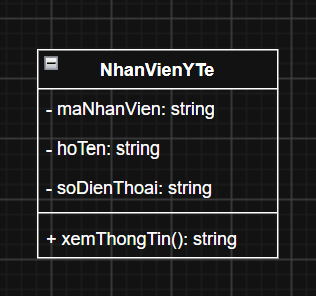 NhanVienYTe
- maNhanVien: string
- hoTen: string
- soDienThoai: string
+ xemThongTin(): string